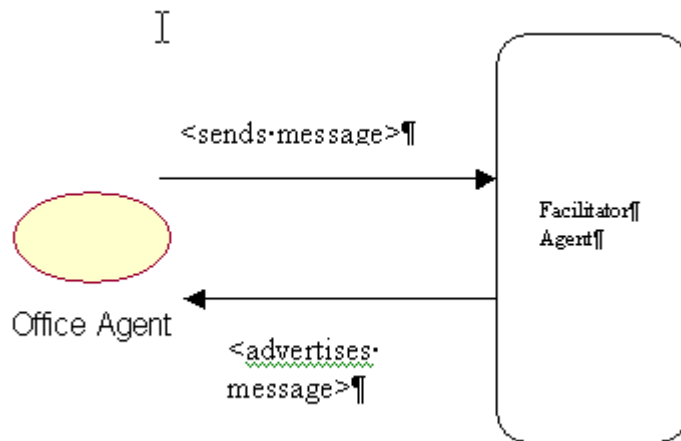 <sends·message>¶
Facilitator¶
Agent¶
Office Agent
<advertises·
message>¶